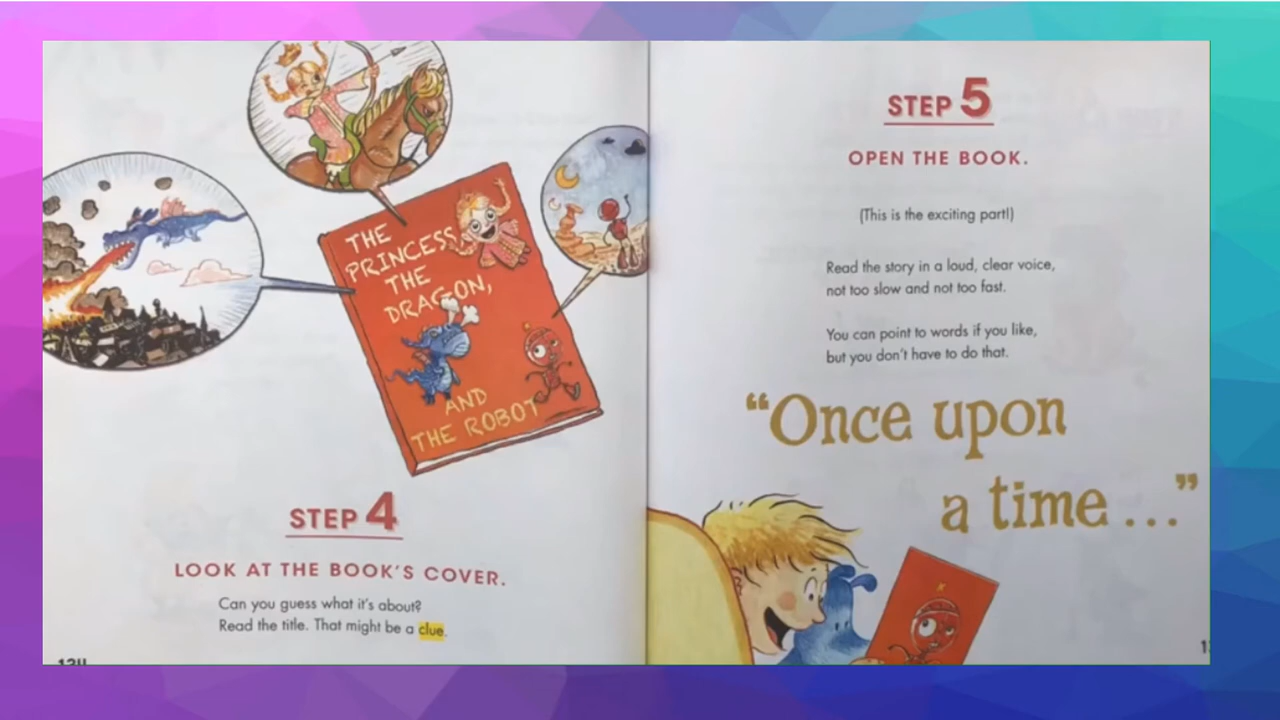 THE
PRINCESS,
THE
DRAGON,
AND
THE ROBOT
STEP 4
LOOK AT THE BOOK'S COVER.
Can you guess what it's about?
Read the title. That might be a clue.
STEP 5
OPEN THE BOOK.
(This is the exciting part!)
Read the story in a loud, clear voice,
not too slow and not too fast.
You can point to words if you like,
but you don't have to do that.
“Once upon
a time ...”